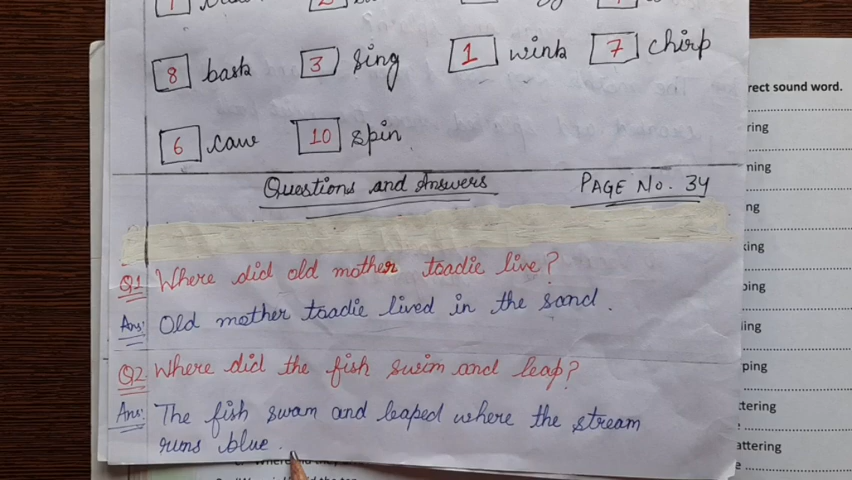 8 bask 3 sing 1 wink 7 chirp
6 caw 10 spin
Questions and Answers PAGE NO. 34
Q1 Where did old mother toadie live?
Ans: Old mother toadie lived in the sand.
Q2 Where did the fish swim and leap?
Ans: The fish swam and leaped where the stream
runs blue.
rect sound word.
ring
ning
ng
king
ping
ling
pping
ttering
attering